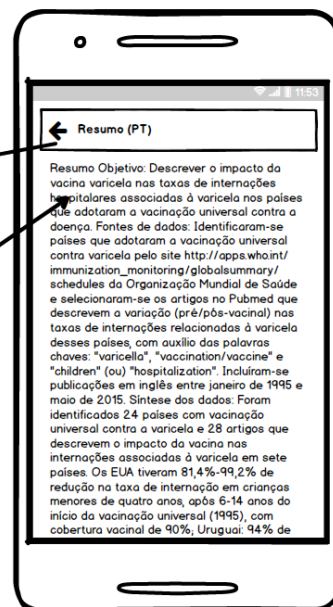 11:53
Resumo (PT)
Resumo Objetivo: Descrever o impacto da
vacina varicela nas taxas de internações
hospitalares associadas à varicela nos países
que adotaram a vacinação universal contra a
doença. Fontes de dados: Identificaram-se
países que adotaram a vacinação universal
contra varicela pelo site http://apps.who.int/
immunization_monitoring/globalsummary/
schedules da Organização Mundial de Saúde
e selecionaram-se os artigos no Pubmed que
descrevem a variação (pré/pós-vacinal) nas
taxas de internações relacionadas à varicela
desses países, com auxílio das palavras
chaves: "varicella", "vaccination/vaccine" e
"children" (ou) "hospitalization". Incluíram-se
publicações em inglês entre janeiro de 1995 e
maio de 2015. Síntese dos dados: Foram
identificados 24 países com vacinação
universal contra a varicela e 28 artigos que
descrevem o impacto da vacina nas
internações associadas à varicela em sete
países. Os EUA tiveram 81,4%-99,2% de
redução na taxa de internação em crianças
menores de quatro anos, após 6-14 anos do
início da vacinação universal (1995), com
cobertura vacinal de 90%; Uruguai: 94% de